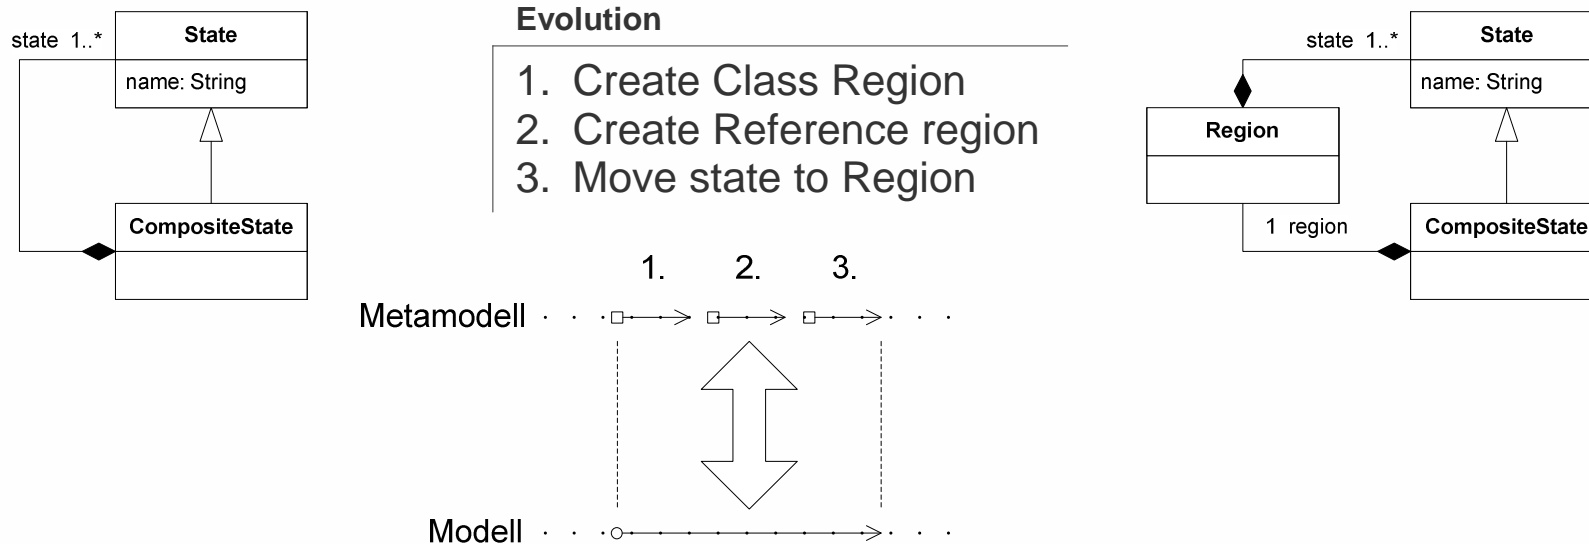 state 1..*
State
name: String
CompositeState
Evolution
1. Create Class Region
2. Create Reference region
3. Move state to Region
1. 2. 3.
Metamodell
Modell
state 1..*
State
name: String
Region
1 region
CompositeState